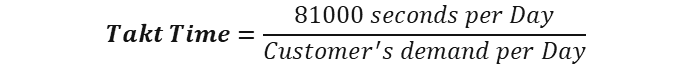 Takt Time = 81000 seconds per Day / Customer's demand per Day